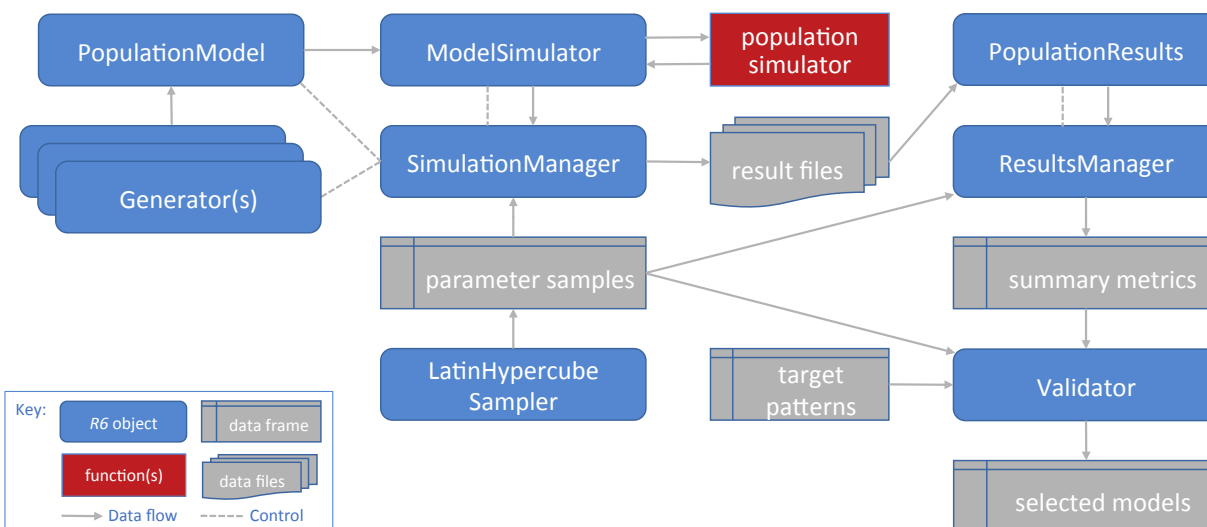 PopulationModel
ModelSimulator
population
simulator
PopulationResults
Generator(s)
SimulationManager
result files
ResultsManager
parameter samples
summary metrics
LatinHypercube
Sampler
target
patterns
Validator
selected models
Key:
R6 object
data frame
function(s)
data files
Data flow
Control